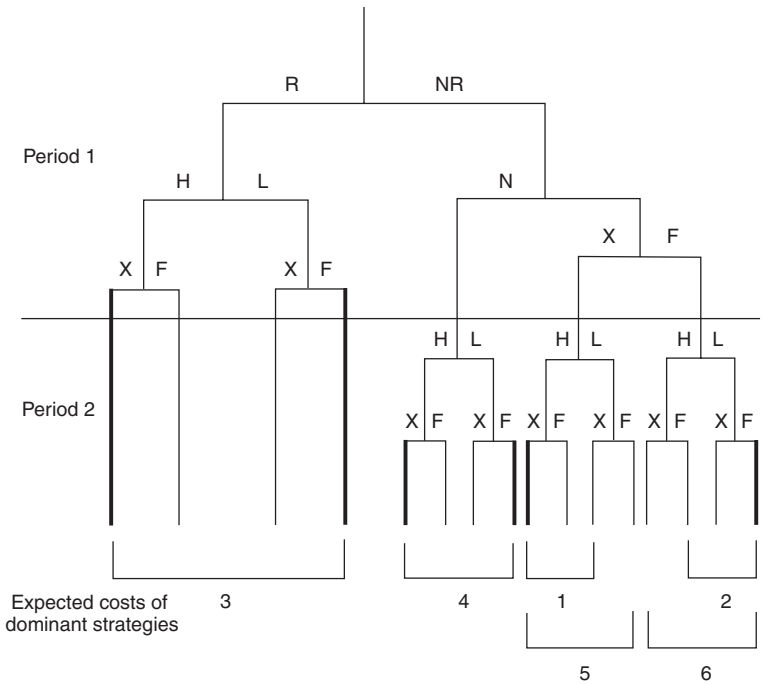 R NR
Period 1
H L N
X F
X F X F
H L H L H L
Period 2
X F X F X F X F X F X F
Expected costs of
dominant strategies
3 4 1 2
5 6